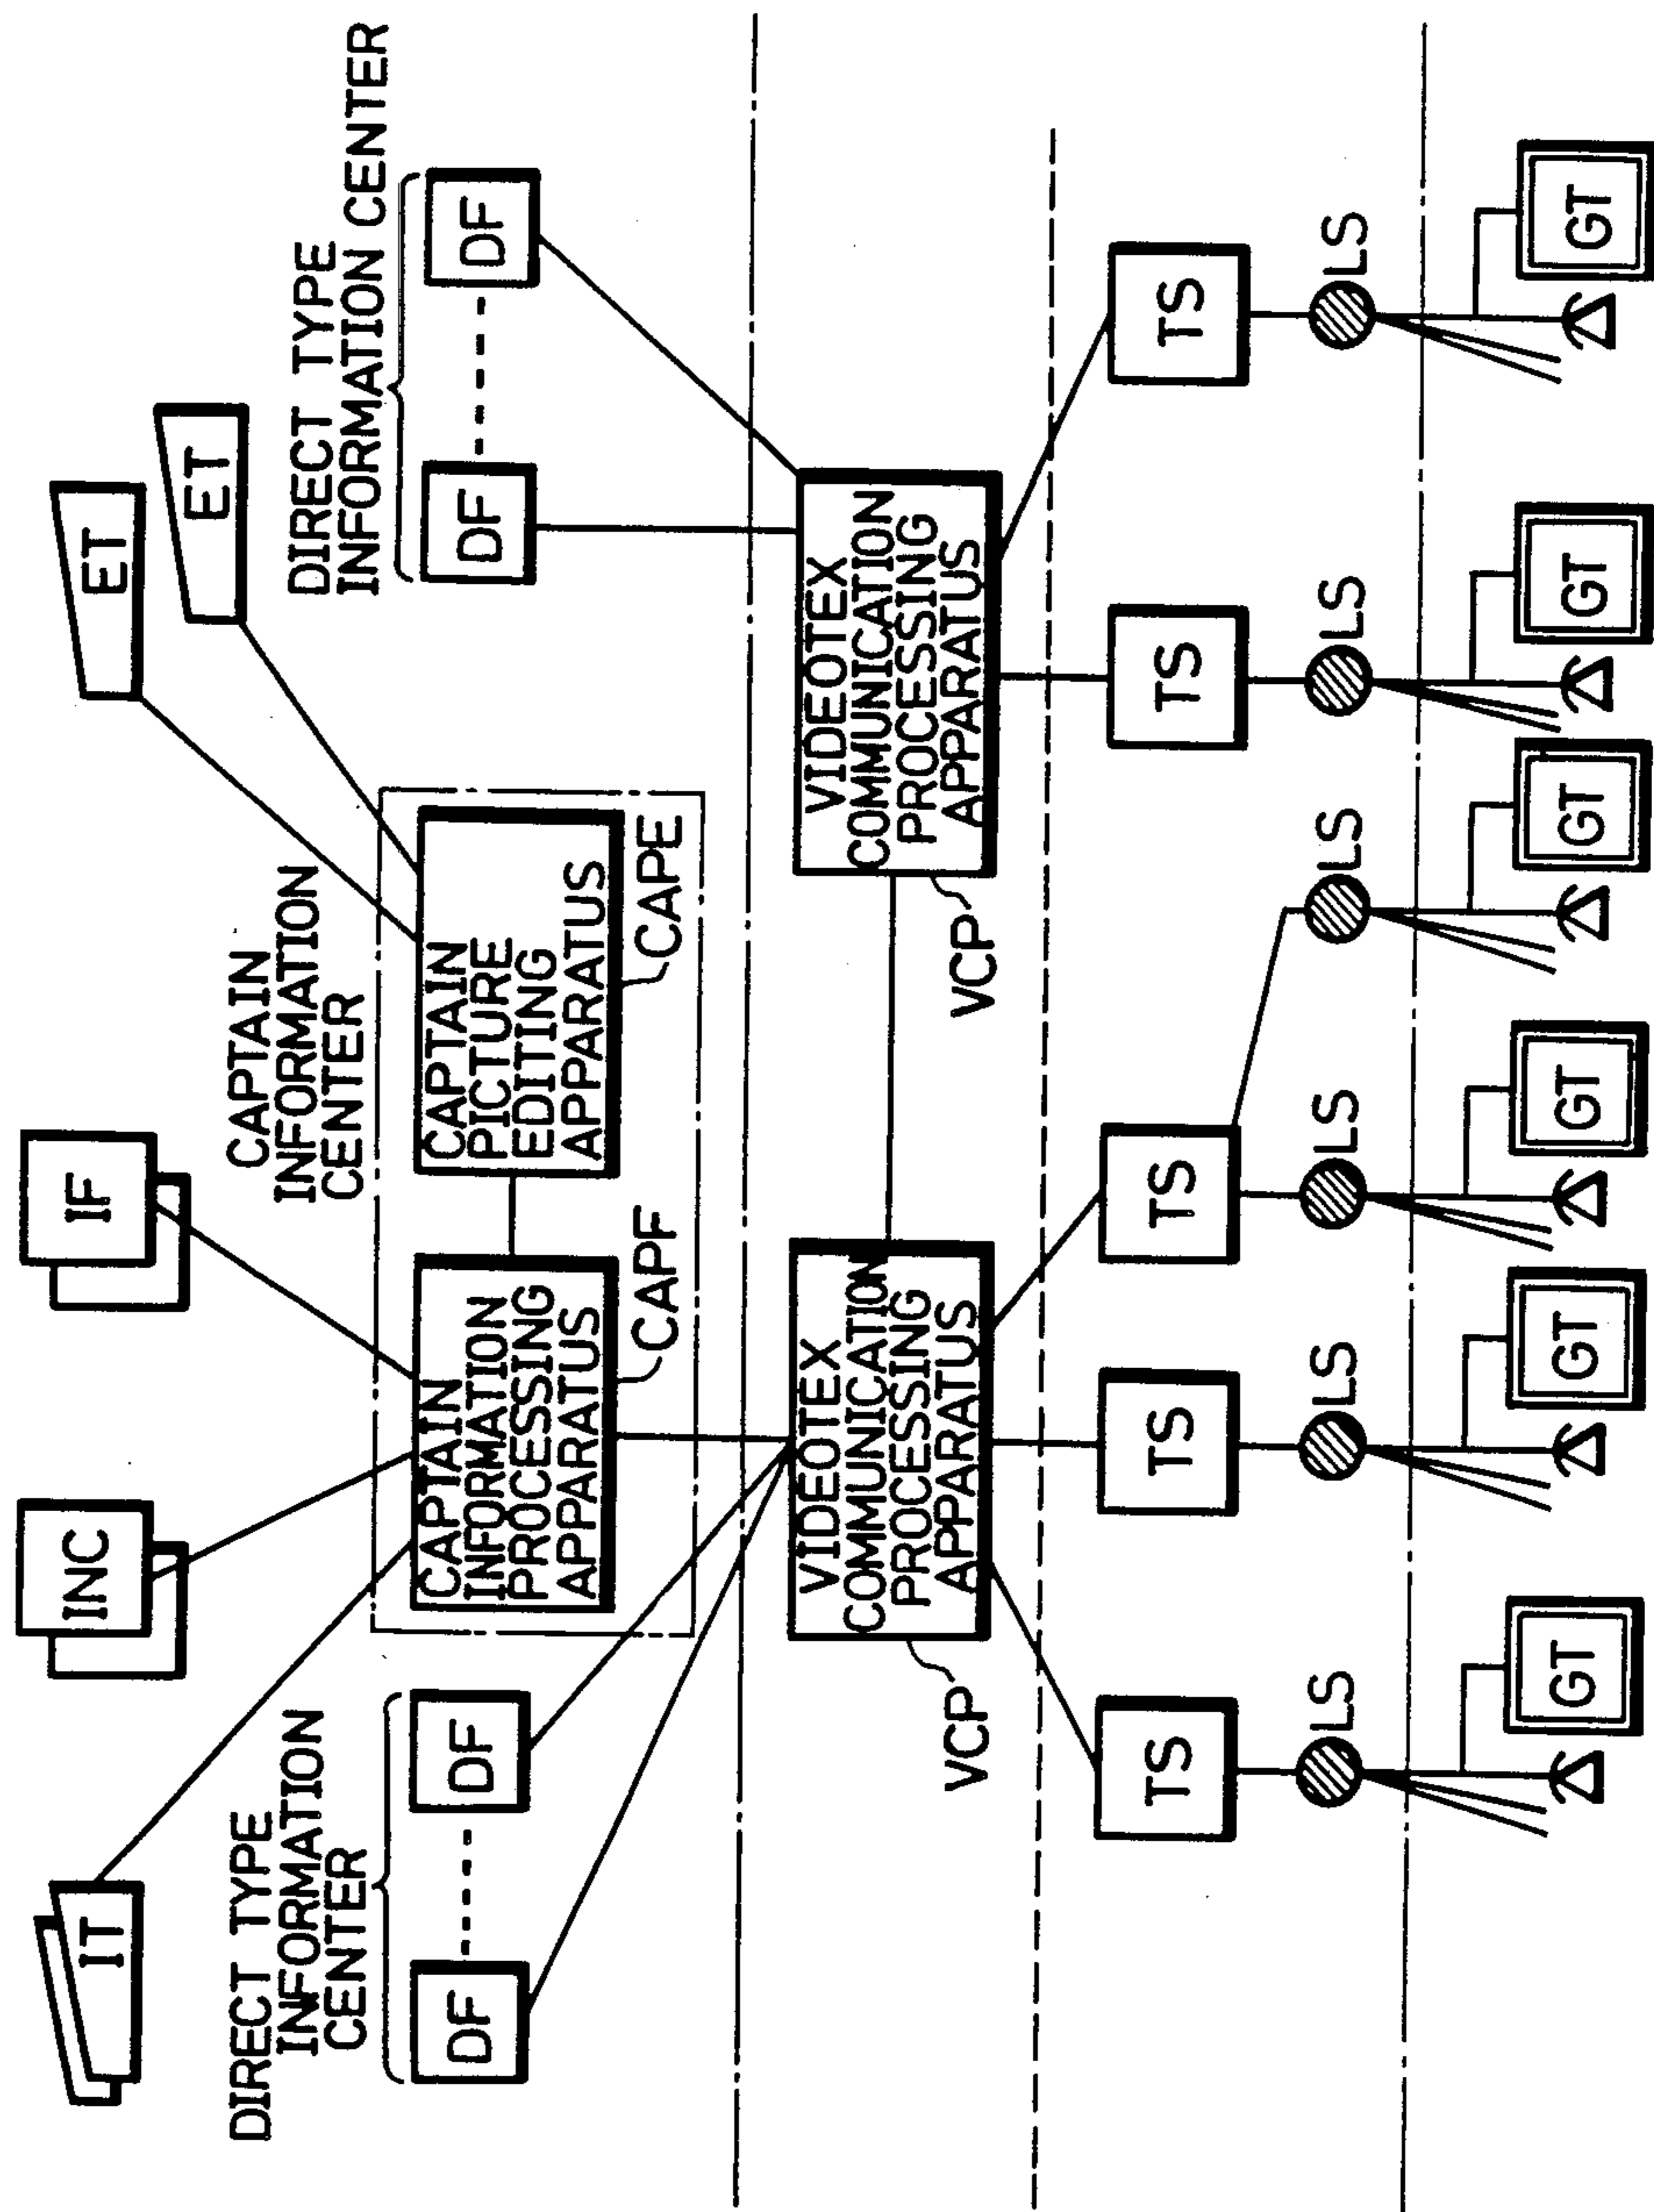 IT
INC
IF
ET
ET
DIRECT TYPE
INFORMATION
CENTER
CAPTAIN
INFORMATION
CENTER
DIRECT TYPE
INFORMATION CENTER
DF
DF
CAPTAIN
INFORMATION
PROCESSING
APPARATUS
CAPF
CAPTAIN
PICTURE
EDITING
APPARATUS
CAPE
DF
DF
VIDEOTEX
COMMUNICATION
PROCESSING
APPARATUS
VCP
VIDEOTEX
COMMUNICATION
PROCESSING
APPARATUS
VCP
TS
TS
TS
TS
TS
LS
LS
LS
LS
LS
LS
GT
GT
GT
GT
GT
GT